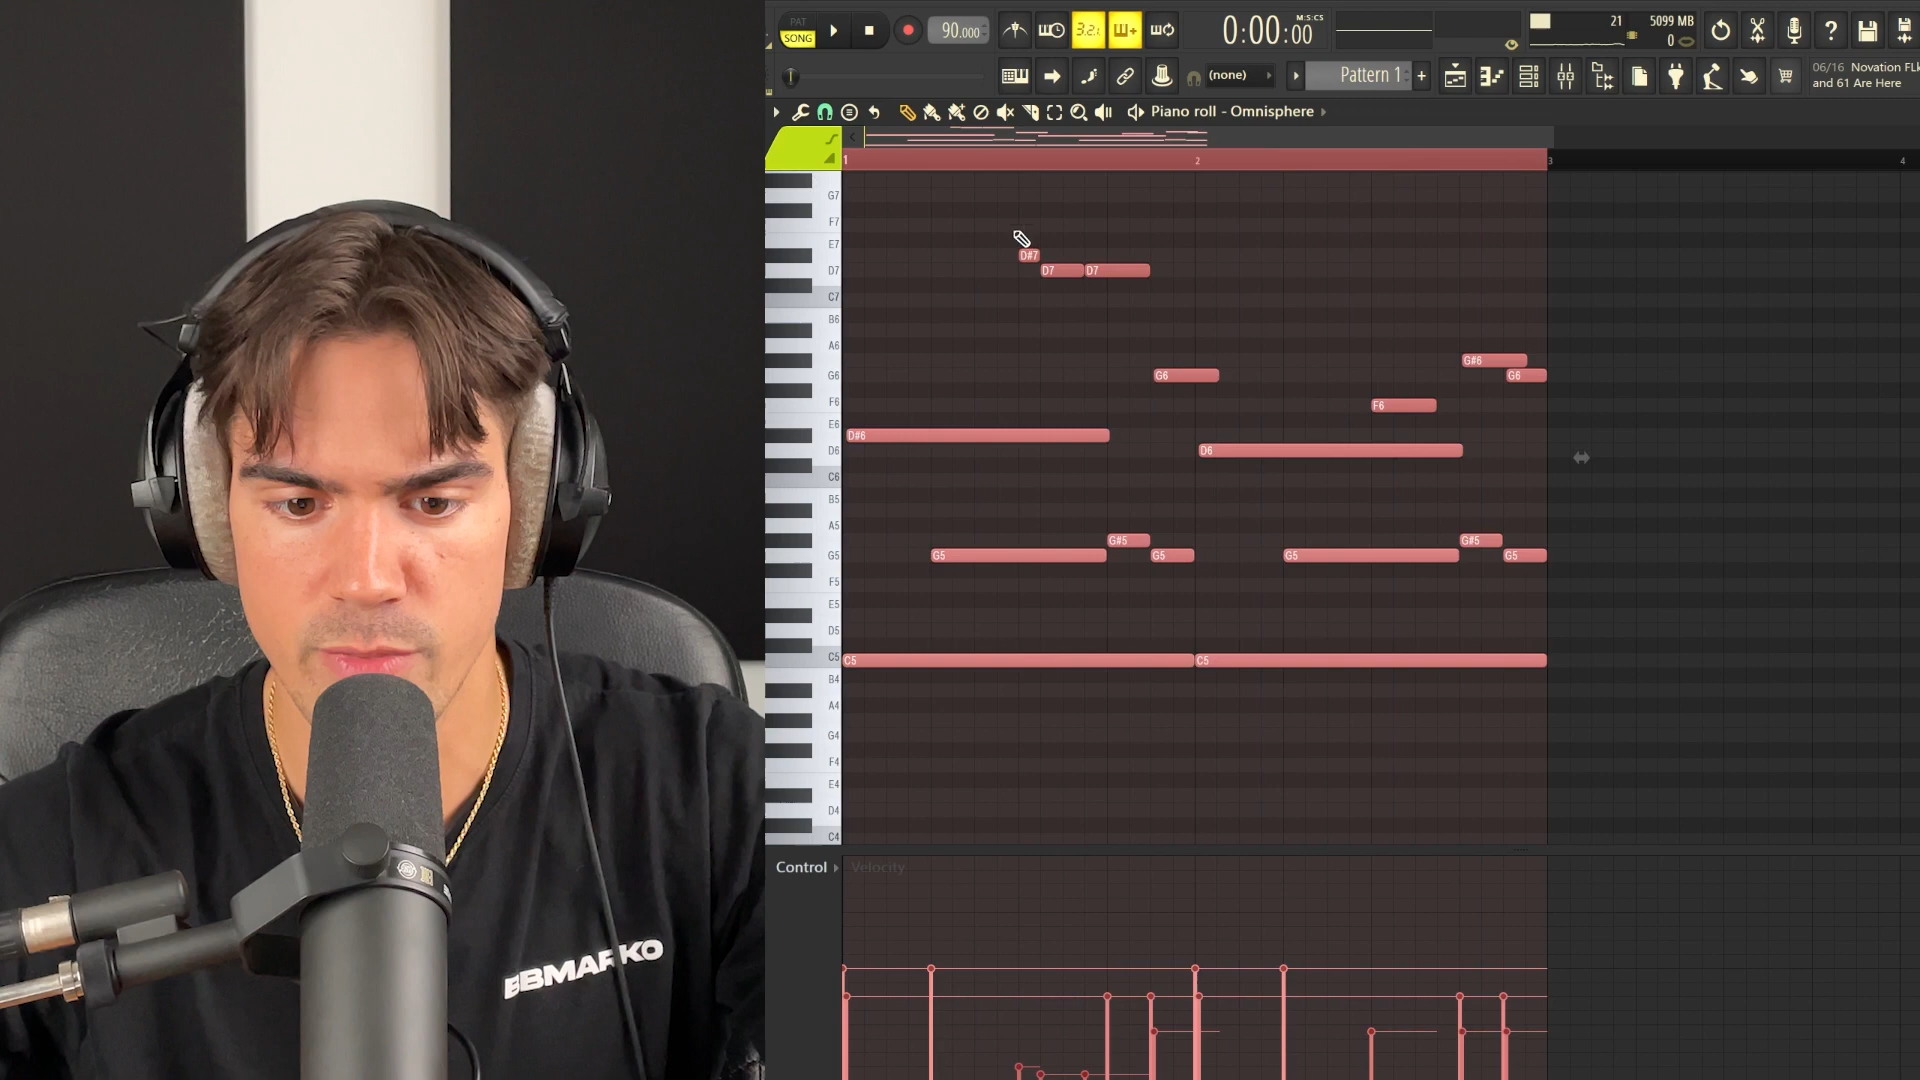 PAT
SONG
90.000
3.2.
0:00:00
M:S:CS
21
5099 MB
0
(none)
Pattern 1
06/16 Novation FLk
and 61 Are Here
Piano roll - Omnisphere
1
2
3
4
G7
F7
E7
D#7
D7
D7
D7
C7
B6
A6
G#6
G6
G6
G6
F6
F6
E6
D#6
D6
D6
C6
B5
A5
G#5
G#5
G5
G5
G5
G5
G5
F5
E5
D5
C5
C5
C5
B4
A4
G4
F4
E4
D4
C4
Control
Velocity
BBMARKO